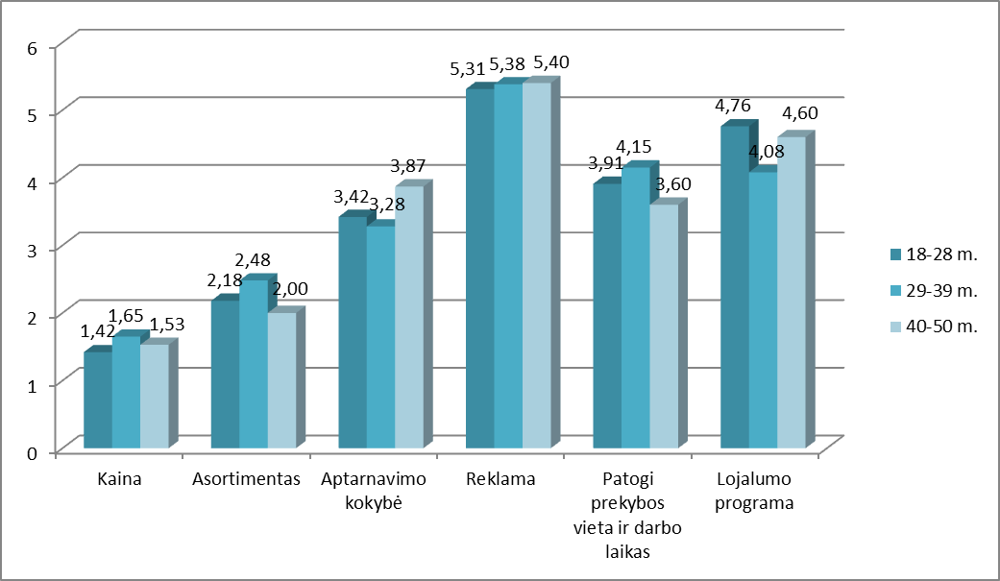 6
5
4
3
2
1
0
1,42
1,65
1,53
2,18
2,48
2,00
3,42
3,28
3,87
5,31
5,38
5,40
3,91
4,15
3,60
4,76
4,08
4,60
Kaina
Asortimentas
Aptarnavimo
kokybė
Reklama
Patogi
prekybos
vieta ir darbo
laikas
Lojalumo
programa
18-28 m.
29-39 m.
40-50 m.